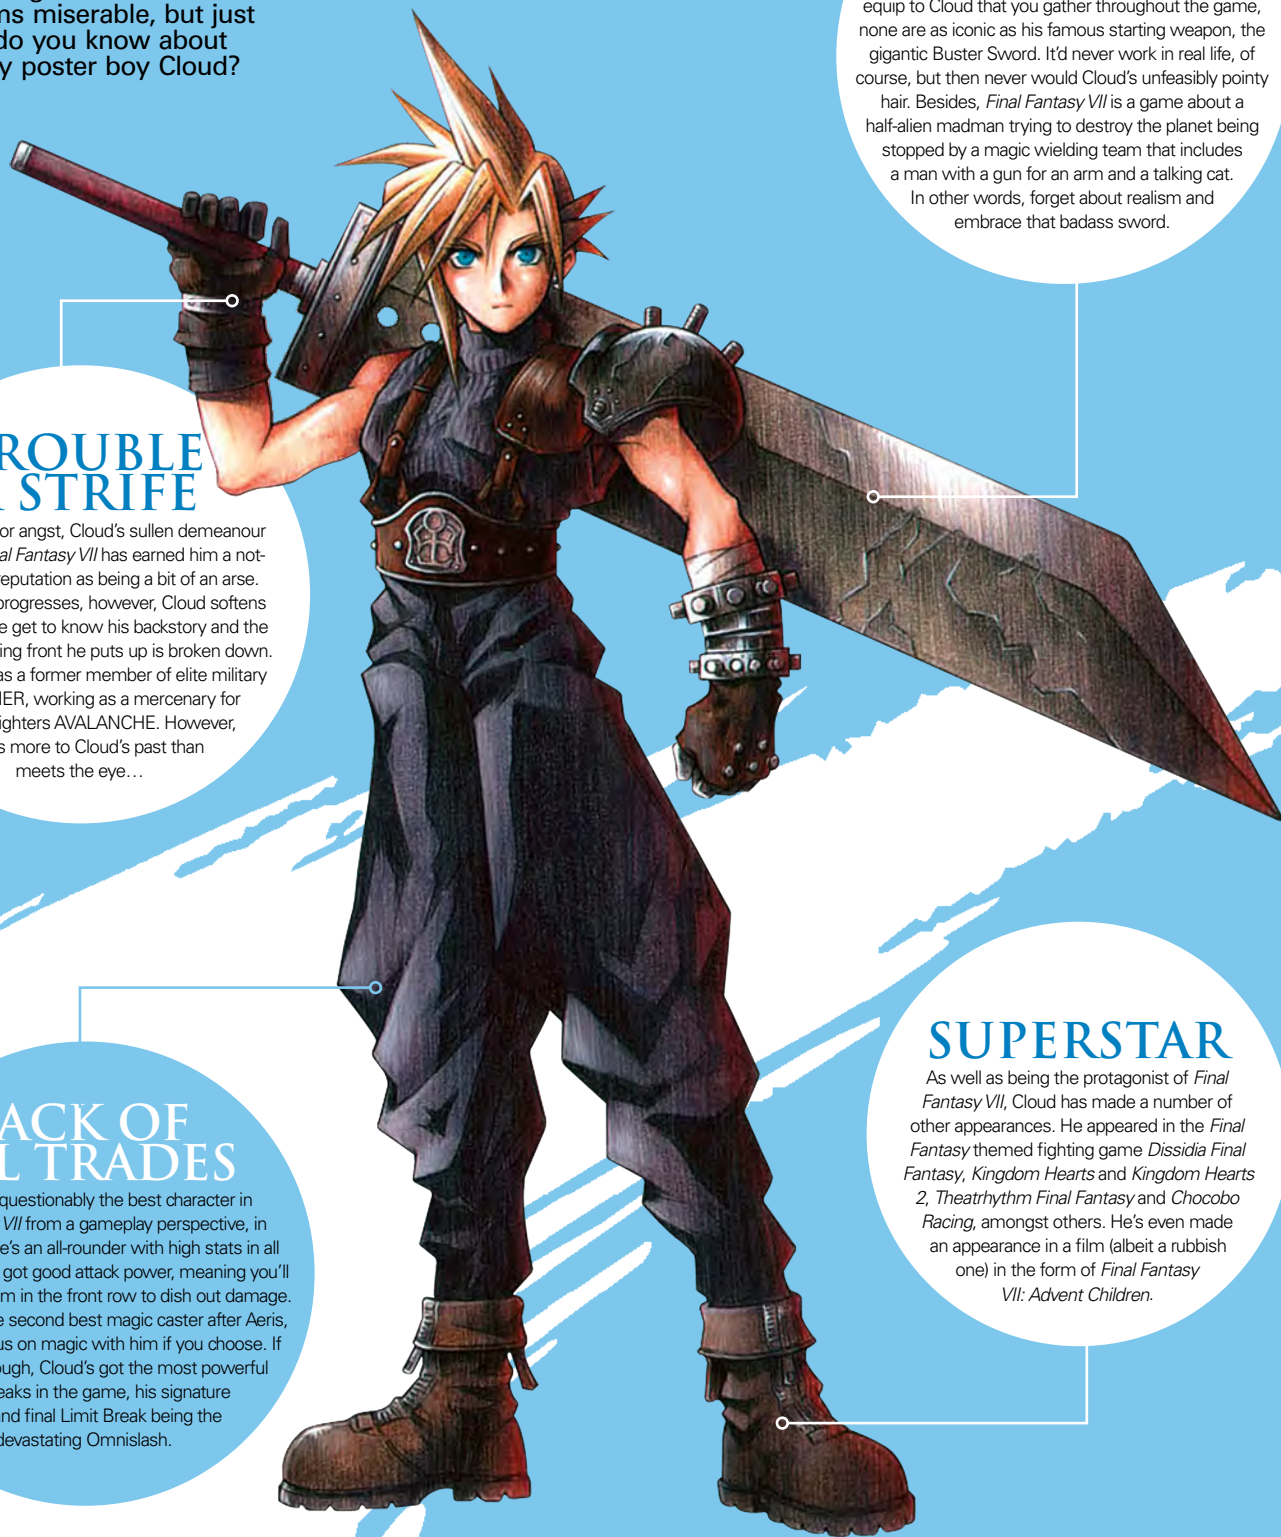 ms miserable, but just
do you know about
y poster boy Cloud?
equip to Cloud that you gather throughout the game,
none are as iconic as his famous starting weapon, the
gigantic Buster Sword. It'd never work in real life, of
course, but then never would Cloud's unfeasibly pointy
hair. Besides, Final Fantasy VII is a game about a
half-alien madman trying to destroy the planet being
stopped by a magic wielding team that includes
a man with a gun for an arm and a talking cat.
In other words, forget about realism and
embrace that badass sword.
ROUBLE
STRIFE
or angst, Cloud's sullen demeanour
al Fantasy VII has earned him a not-
reputation as being a bit of an arse.
progresses, however, Cloud softens
e get to know his backstory and the
ing front he puts up is broken down.
as a former member of elite military
IER, working as a mercenary for
ighters AVALANCHE. However,
s more to Cloud's past than
meets the eye…
ACK OF
L TRADES
questionably the best character in
VII from a gameplay perspective, in
e's an all-rounder with high stats in all
got good attack power, meaning you'll
m in the front row to dish out damage.
e second best magic caster after Aeris,
us on magic with him if you choose. If
ough, Cloud's got the most powerful
eaks in the game, his signature
nd final Limit Break being the
devastating Omnislash.
SUPERSTAR
As well as being the protagonist of Final
Fantasy VII, Cloud has made a number of
other appearances. He appeared in the Final
Fantasy themed fighting game Dissidia Final
Fantasy, Kingdom Hearts and Kingdom Hearts
2, Theatrhythm Final Fantasy and Chocobo
Racing, amongst others. He's even made
an appearance in a film (albeit a rubbish
one) in the form of Final Fantasy
VII: Advent Children.